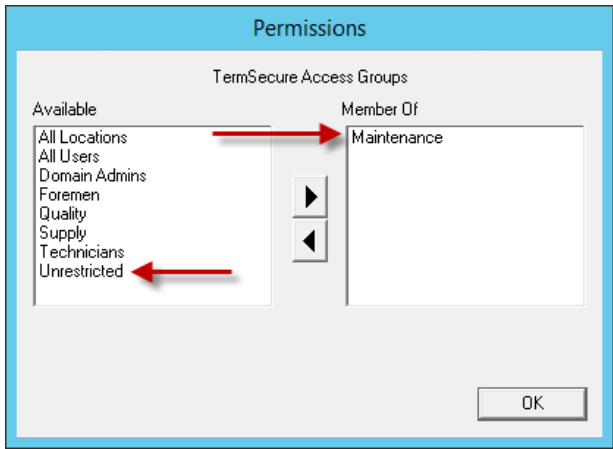 Permissions
TermSecure Access Groups
Available
Member Of
All Locations
All Users
Domain Admins
Foremen
Quality
Supply
Technicians
Unrestricted
Maintenance
OK